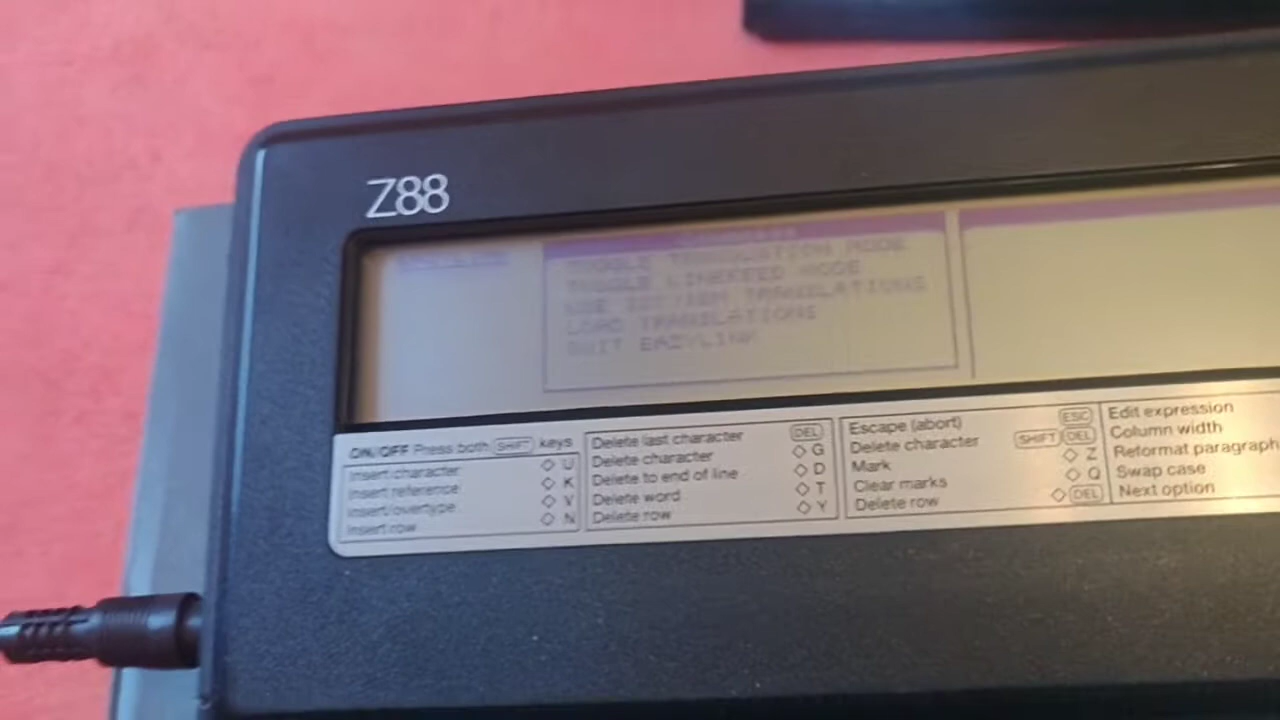 Z88
TOGGLE TRANSLATION MODE
TOGGLE LINEFEED MODE
TRANSLATIONS
LOAD TRANSLATIONS
QUIT EAZYLINK
ON/OFF Press both SHIFT keys
Insert character ◇ U
Insert reference ◇ K
Insert/overtype ◇ V
Insert row ◇ N
Delete last character DEL
Delete character ◇ G
Delete to end of line ◇ D
Delete word ◇ T
Delete row ◇ Y
Escape (abort) ESC
Delete character SHIFT DEL
Mark ◇ Z
Clear marks ◇ Q
Delete row ◇ DEL
Edit expression
Column width
Reformat paragraph
Swap case
Next option